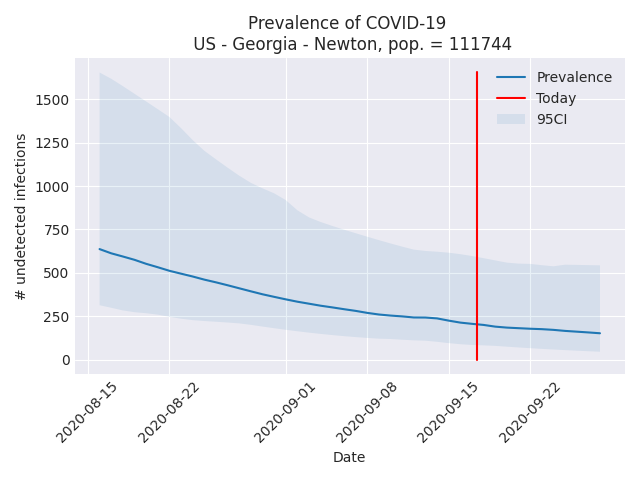 Prevalence of COVID-19
US - Georgia - Newton, pop. = 111744
Prevalence
Today
95CI
# undetected infections
1500
1250
1000
750
500
250
0
2020-08-15
2020-08-22
2020-09-01
2020-09-08
2020-09-15
2020-09-22
Date